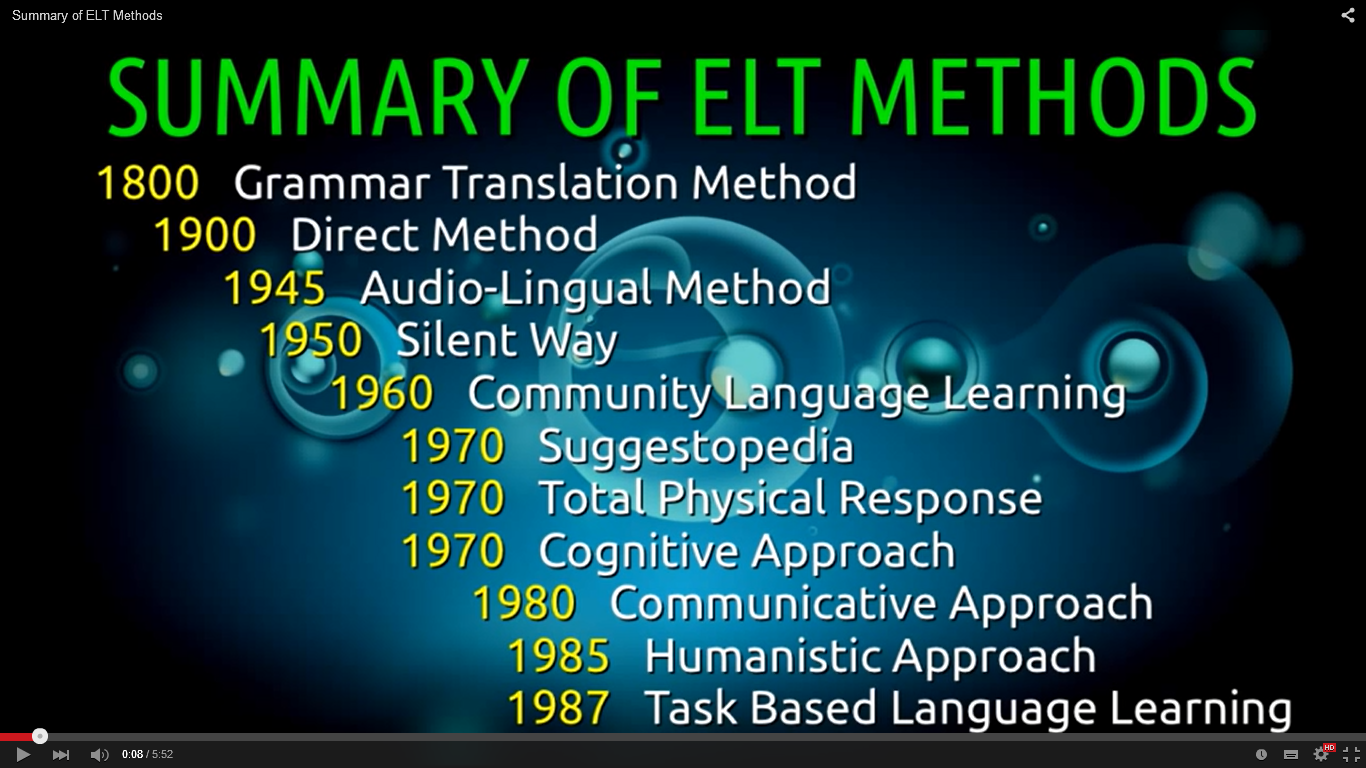 Summary of ELT Methods
SUMMARY OF ELT METHODS
1800 Grammar Translation Method
1900 Direct Method
1945 Audio-Lingual Method
1950 Silent Way
1960 Community Language Learning
1970 Suggestopedia
1970 Total Physical Response
1970 Cognitive Approach
1980 Communicative Approach
1985 Humanistic Approach
1987 Task Based Language Learning
0:08 / 5:52 HD